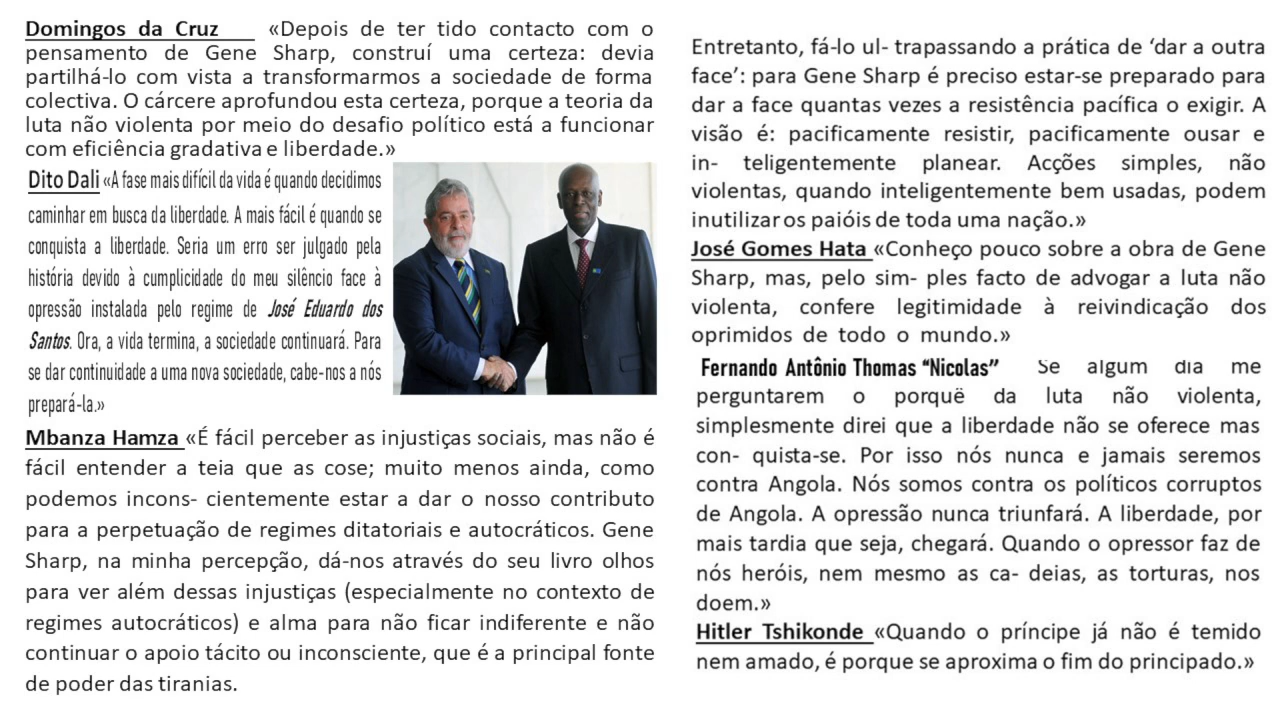 Domingos da Cruz «Depois de ter tido contacto com o
pensamento de Gene Sharp, construí uma certeza: devia
partilhá-lo com vista a transformarmos a sociedade de forma
colectiva. O cárcere aprofundou esta certeza, porque a teoria da
luta não violenta por meio do desafio político está a funcionar
com eficiência gradativa e liberdade.»
Dito Dali «A fase mais difícil da vida é quando decidimos
caminhar em busca da liberdade. A mais fácil é quando se
conquista a liberdade. Seria um erro ser julgado pela
história devido à cumplicidade do meu silêncio face à
opressão instalada pelo regime de José Eduardo dos
Santos. Ora, a vida termina, a sociedade continuará. Para
se dar continuidade a uma nova sociedade, cabe-nos a nós
prepará-la.»
Mbanza Hamza «É fácil perceber as injustiças sociais, mas não é
fácil entender a teia que as cose; muito menos ainda, como
podemos incons- cientemente estar a dar o nosso contributo
para a perpetuação de regimes ditatoriais e autocráticos. Gene
Sharp, na minha percepção, dá-nos através do seu livro olhos
para ver além dessas injustiças (especialmente no contexto de
regimes autocráticos) e alma para não ficar indiferente e não
continuar o apoio tácito ou inconsciente, que é a principal fonte
de poder das tiranias.
Entretanto, fá-lo ul- trapassando a prática de ‘dar a outra
face’: para Gene Sharp é preciso estar-se preparado para
dar a face quantas vezes a resistência pacífica o exigir. A
visão é: pacificamente resistir, pacificamente ousar e
in- teligentemente planear. Acções simples, não
violentas, quando inteligentemente bem usadas, podem
inutilizar os paióis de toda uma nação.»
José Gomes Hata «Conheço pouco sobre a obra de Gene
Sharp, mas, pelo sim- ples facto de advogar a luta não
violenta, confere legitimidade à reivindicação dos
oprimidos de todo o mundo.»
Fernando Antônio Thomas “Nicolas” Se algum dia me
perguntarem o porquë da luta não violenta,
simplesmente direi que a liberdade não se oferece mas
con- quista-se. Por isso nós nunca e jamais seremos
contra Angola. Nós somos contra os políticos corruptos
de Angola. A opressão nunca triunfará. A liberdade, por
mais tardia que seja, chegará. Quando o opressor faz de
nós heróis, nem mesmo as ca- deias, as torturas, nos
doem.»
Hitler Tshikonde «Quando o príncipe já não é temido
nem amado, é porque se aproxima o fim do principado.»